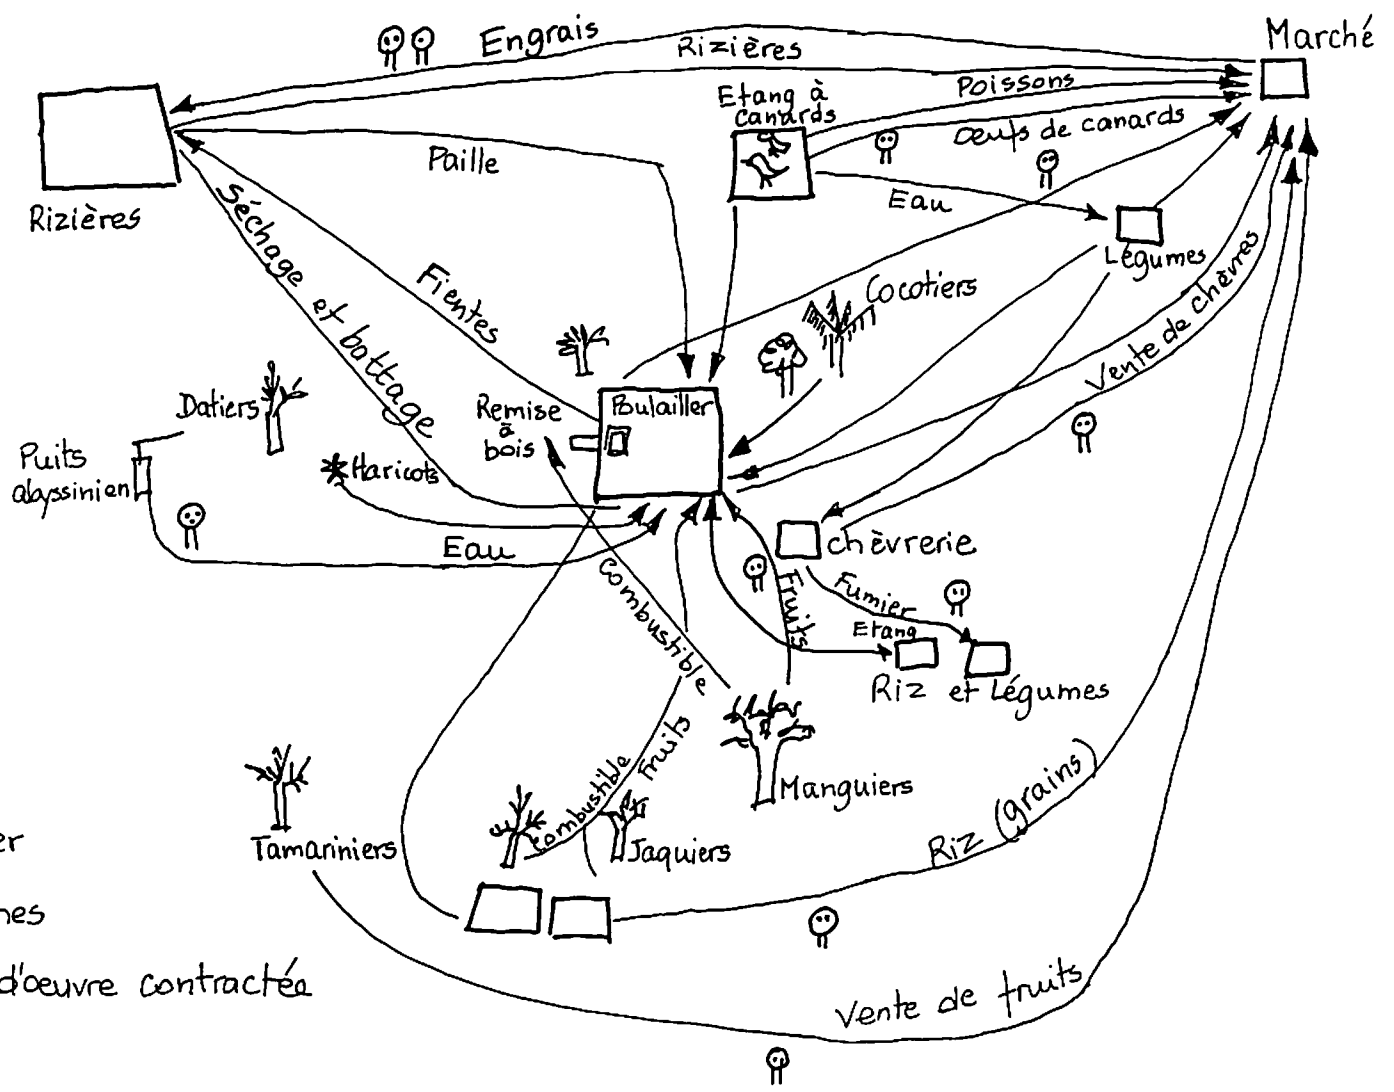 Engrais
Rizières
Marché
Poissons
Etang à
canards
oeufs de canards
Paille
Eau
Rizières
Séchage et battage
Fientes
Légumes
Cocotiers
Vente de chèvres
Datiers
Remise
à
bois
Poulailler
Puits
abyssinien
Haricots
Eau
chèvrerie
combustible
Fruits
Fumier
Etang
Riz et Légumes
Fruits
combustible
Manguiers
Riz (grains)
Tamariniers
Jaquiers
er
nes
d'oeuvre contractée
Vente de fruits